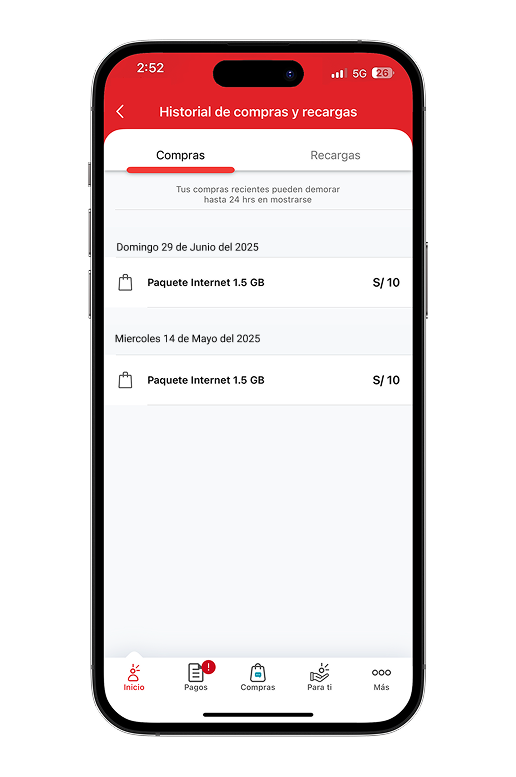 2:52
5G 26
Historial de compras y recargas
Compras Recargas
Tus compras recientes pueden demorar
hasta 24 hrs en mostrarse
Domingo 29 de Junio del 2025
Paquete Internet 1.5 GB S/ 10
Miercoles 14 de Mayo del 2025
Paquete Internet 1.5 GB S/ 10
!
Inicio Pagos Compras Para ti Más